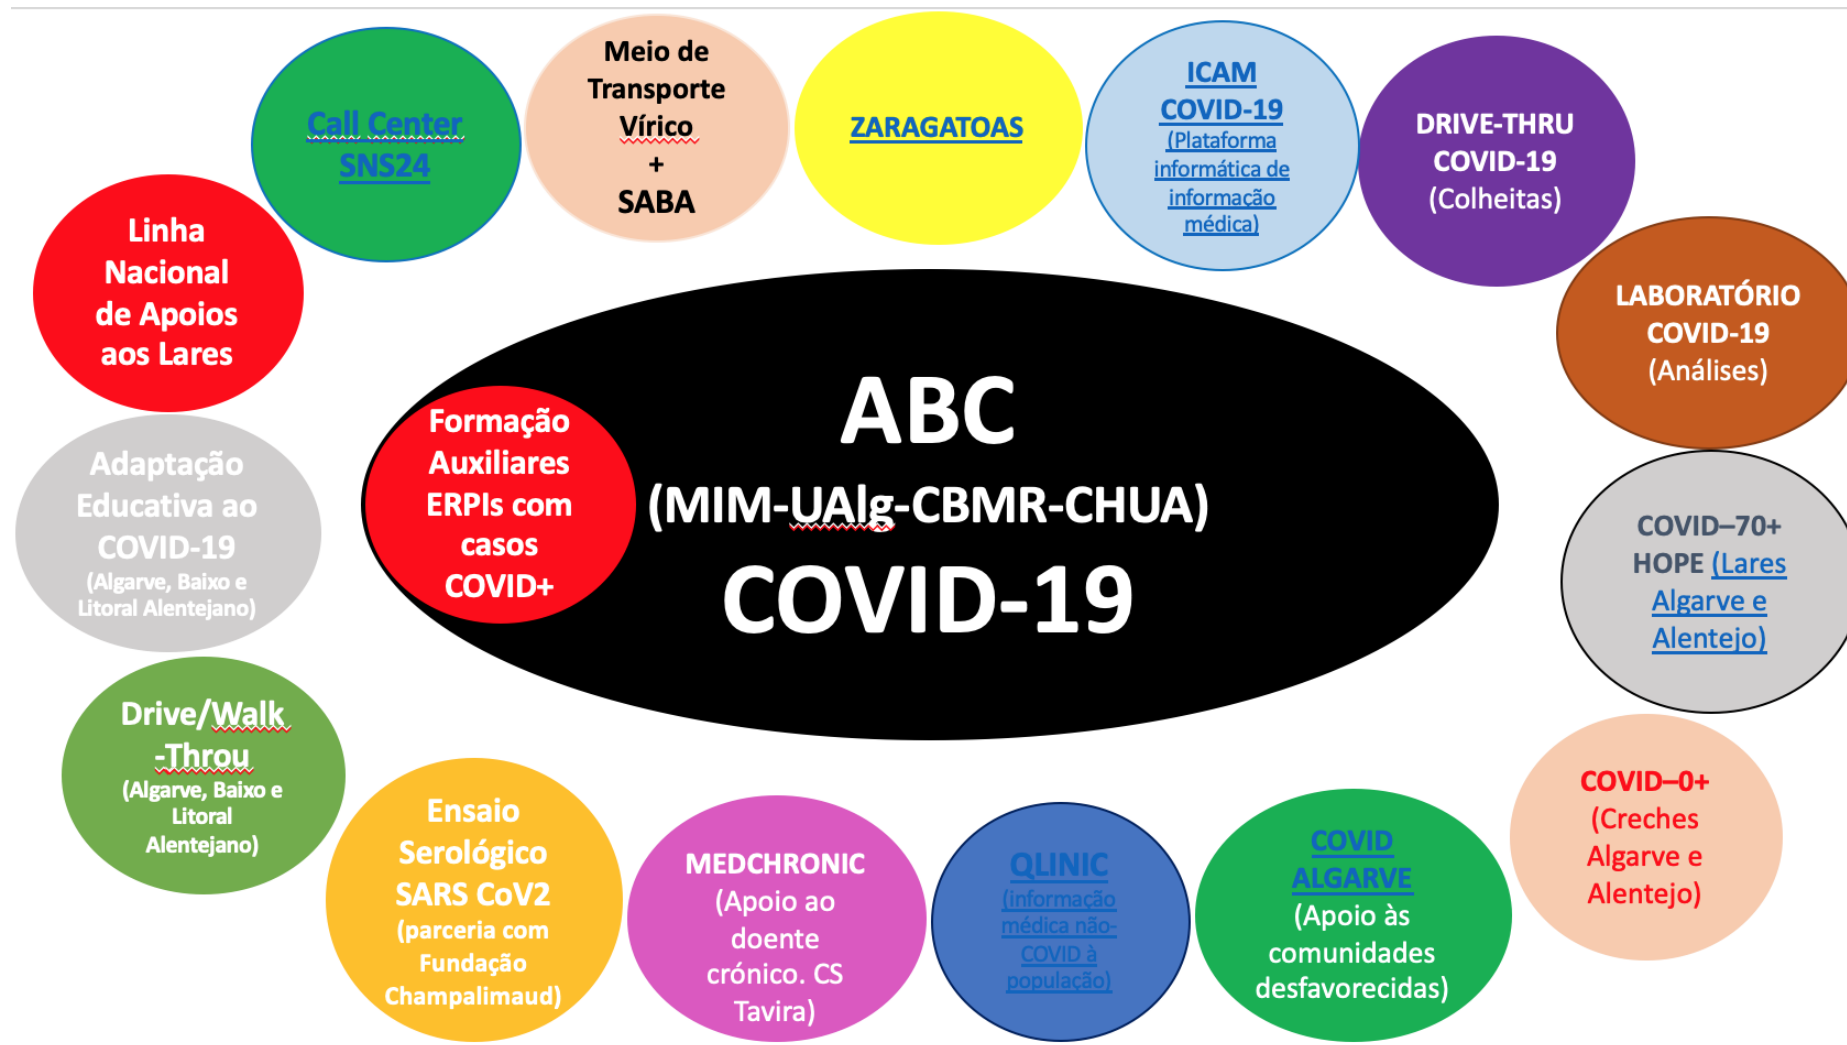 Call Center
SNS24
Meio de
Transporte
Vírico
+
SABA
ZARAGATOAS
ICAM
COVID-19
(Plataforma
informática de
informação
médica)
DRIVE-THRU
COVID-19
(Colheitas)
LABORATÓRIO
COVID-19
(Análises)
COVID–70+
HOPE (Lares
Algarve e
Alentejo)
COVID–0+
(Creches
Algarve e
Alentejo)
COVID
ALGARVE
(Apoio às
comunidades
desfavorecidas)
QLINIC
(informação
médica não-
COVID à
população)
MEDCHRONIC
(Apoio ao
doente
crónico. CS
Tavira)
Ensaio
Serológico
SARS CoV2
(parceria com
Fundação
Champalimaud)
Drive/Walk
-Throu
(Algarve, Baixo e
Litoral
Alentejano)
Adaptação
Educativa ao
COVID-19
(Algarve, Baixo e
Litoral Alentejano)
Linha
Nacional
de Apoios
aos Lares
Formação
Auxiliares
ERPIs com
casos
COVID+
ABC
(MIM-UAlg-CBMR-CHUA)
COVID-19